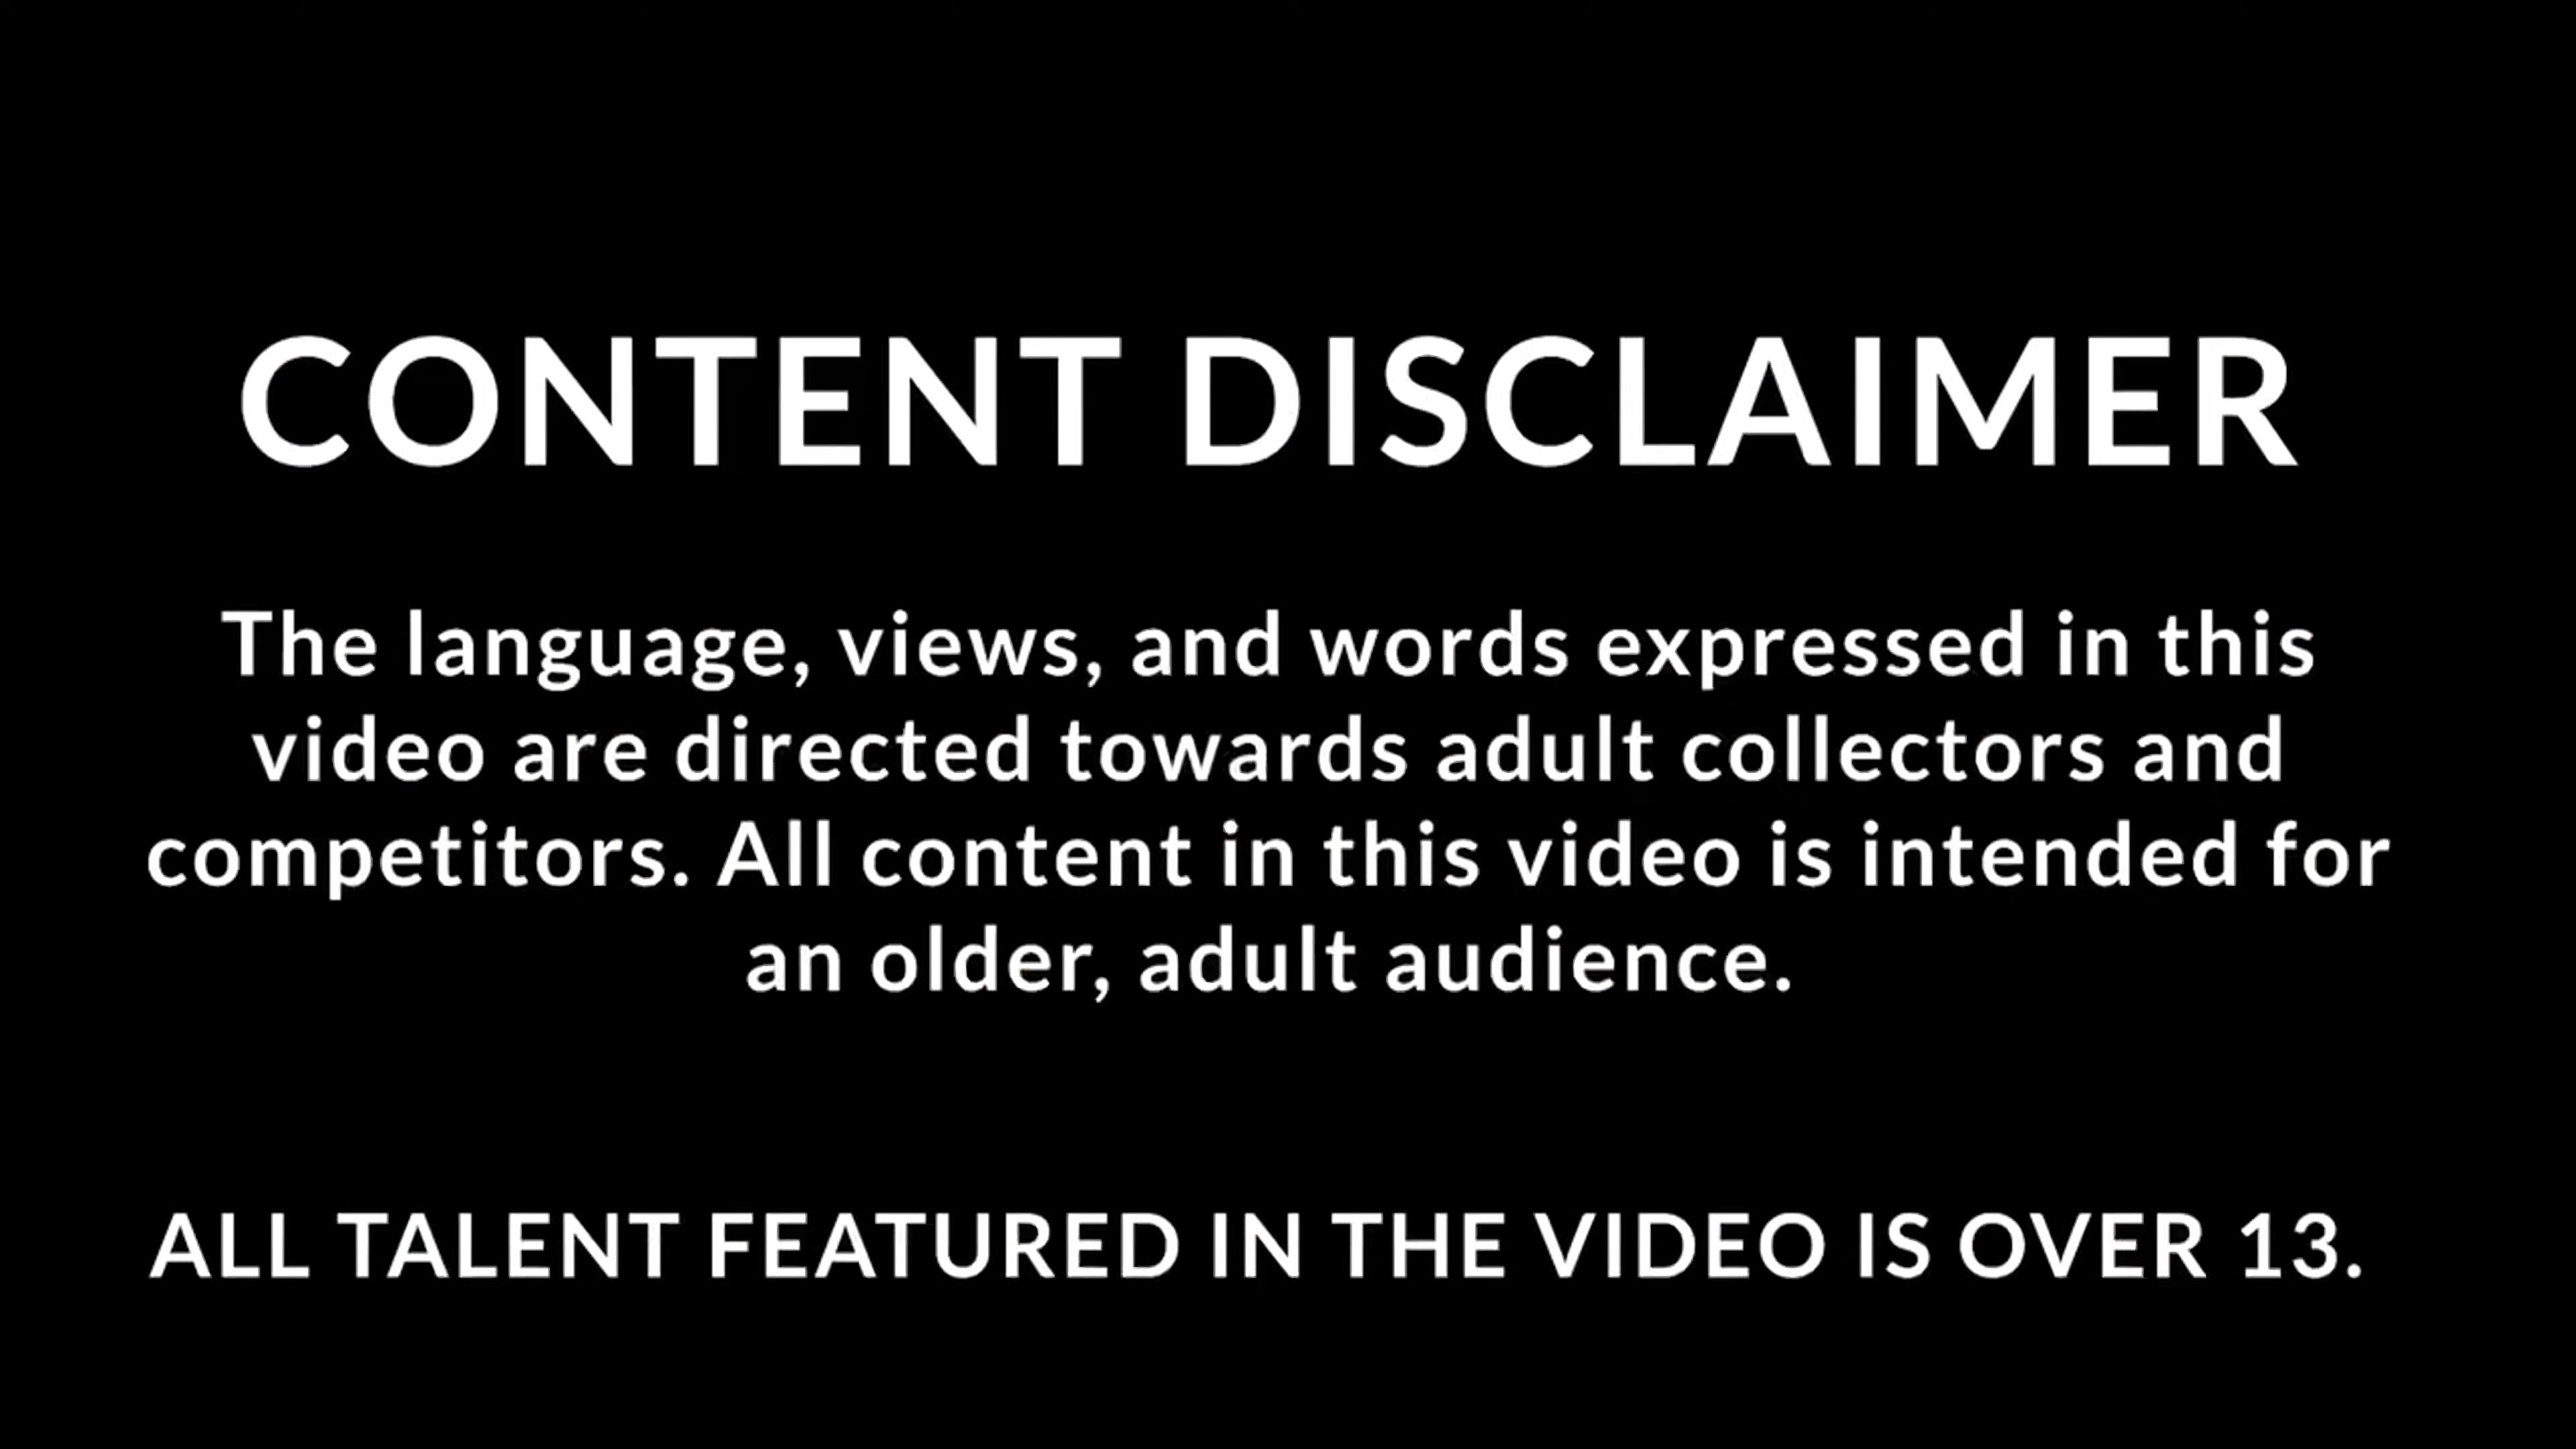 CONTENT DISCLAIMER
The language, views, and words expressed in this
video are directed towards adult collectors and
competitors. All content in this video is intended for
an older, adult audience.
ALL TALENT FEATURED IN THE VIDEO IS OVER 13.